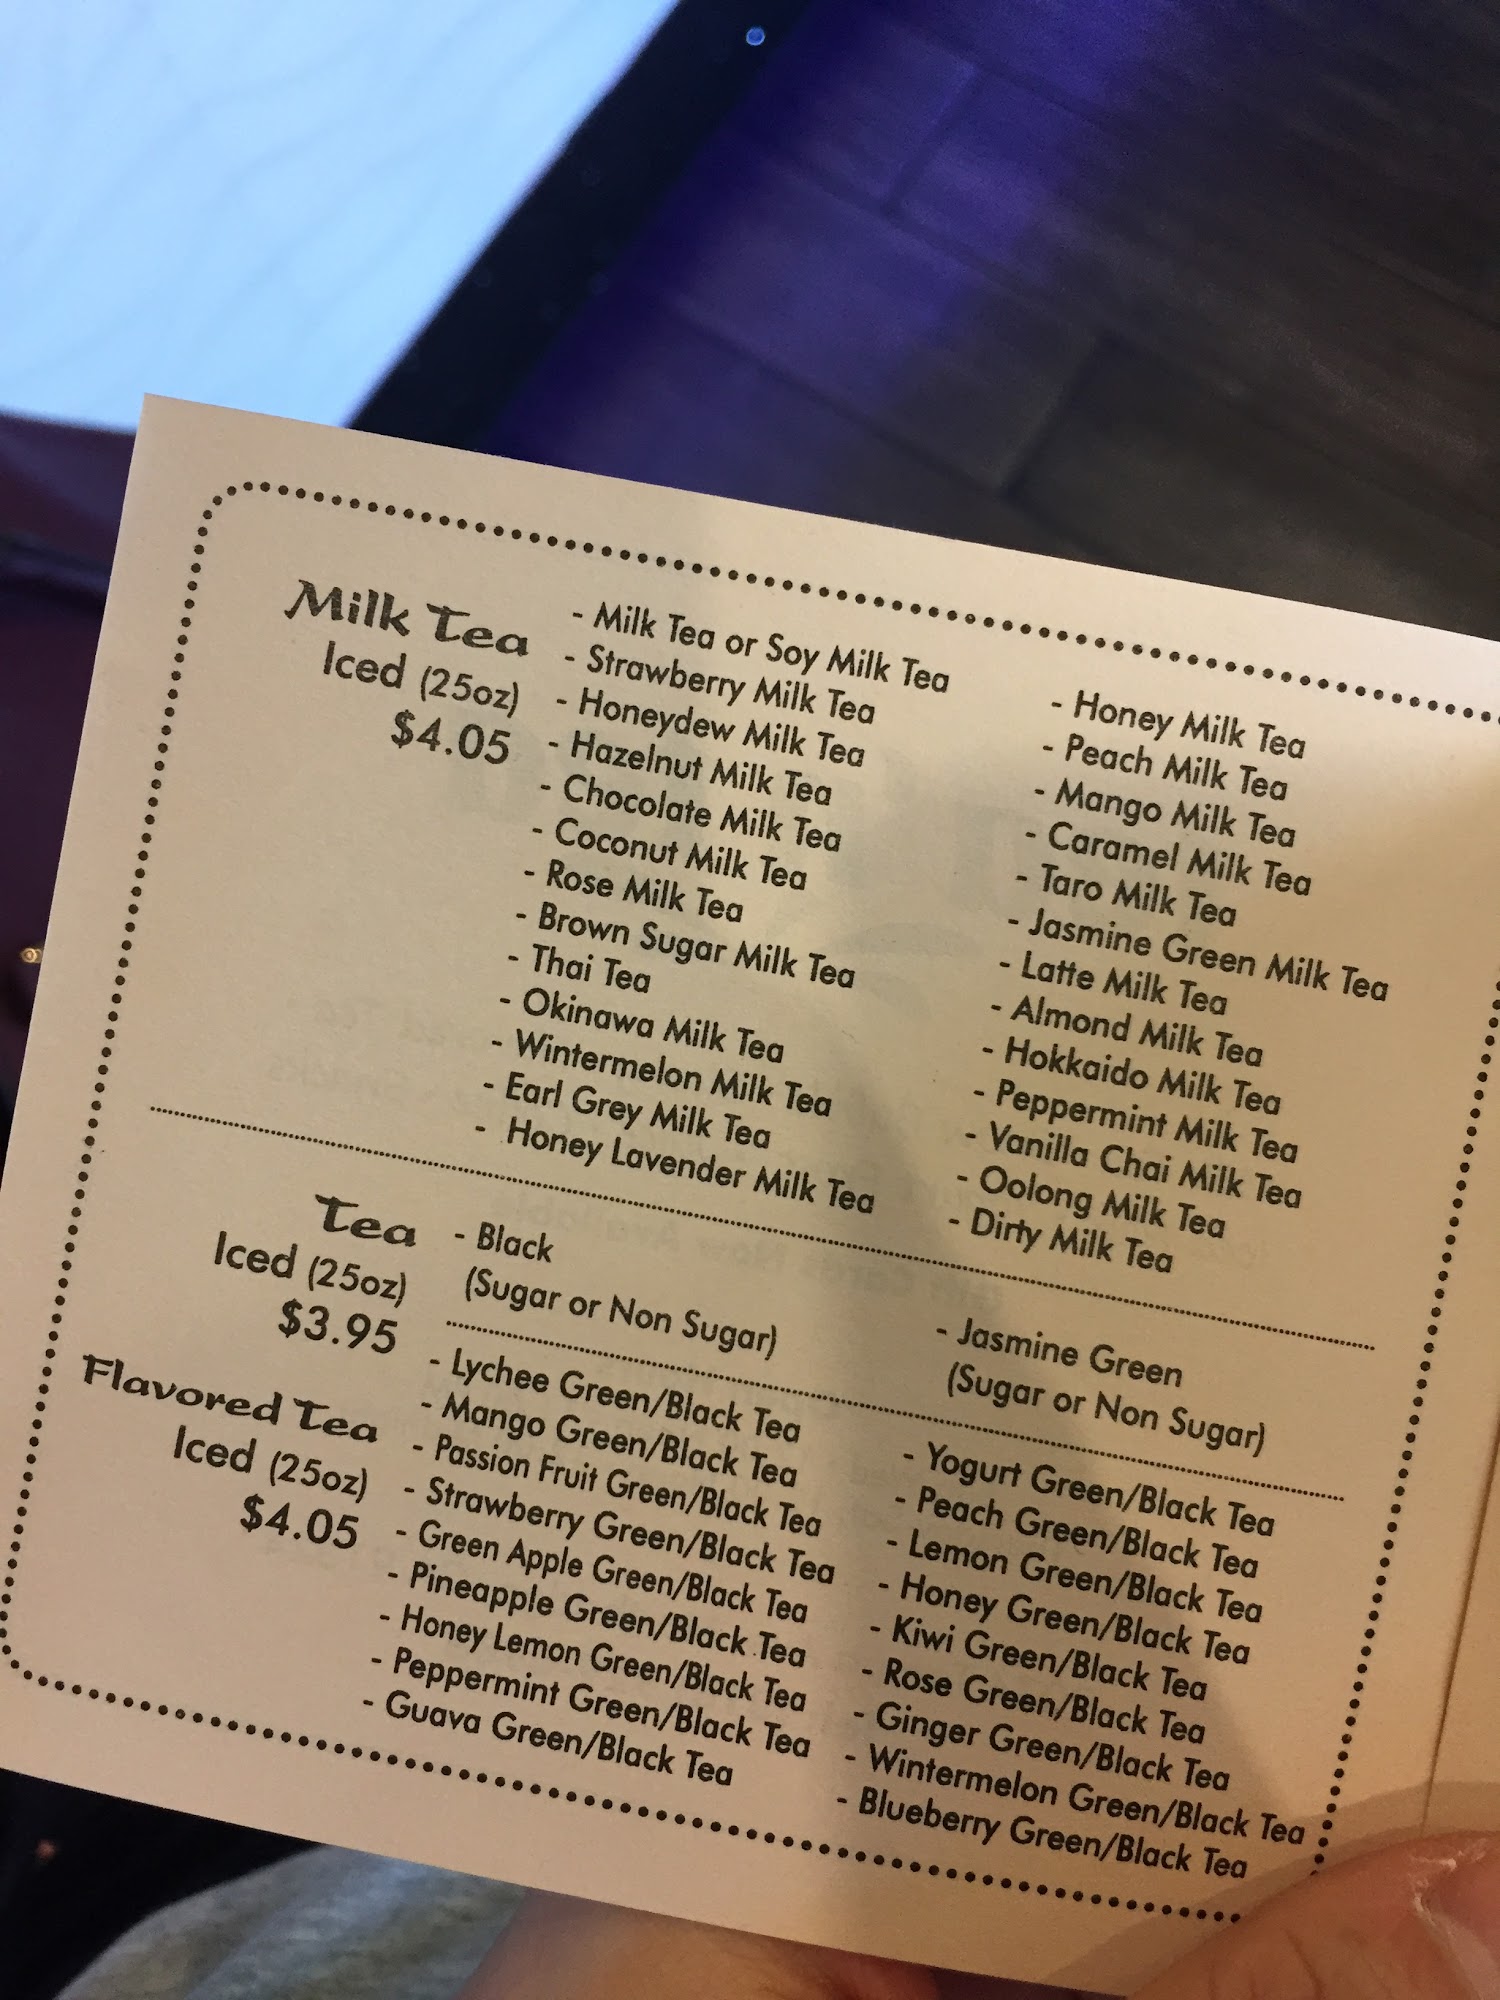 Milk Tea
Iced (25oz)
$4.05
- Milk Tea or Soy Milk Tea
- Strawberry Milk Tea
- Honeydew Milk Tea
- Hazelnut Milk Tea
- Chocolate Milk Tea
- Coconut Milk Tea
- Rose Milk Tea
- Brown Sugar Milk Tea
- Thai Tea
- Okinawa Milk Tea
- Wintermelon Milk Tea
- Earl Grey Milk Tea
- Honey Lavender Milk Tea
- Honey Milk Tea
- Peach Milk Tea
- Mango Milk Tea
- Caramel Milk Tea
- Taro Milk Tea
- Jasmine Green Milk Tea
- Latte Milk Tea
- Almond Milk Tea
- Hokkaido Milk Tea
- Peppermint Milk Tea
- Vanilla Chai Milk Tea
- Oolong Milk Tea
- Dirty Milk Tea
Tea
Iced (25oz)
$3.95
- Black
(Sugar or Non Sugar)
- Jasmine Green
(Sugar or Non Sugar)
Flavored Tea
Iced (25oz)
$4.05
- Lychee Green/Black Tea
- Mango Green/Black Tea
- Passion Fruit Green/Black Tea
- Strawberry Green/Black Tea
- Green Apple Green/Black Tea
- Pineapple Green/Black Tea
- Honey Lemon Green/Black Tea
- Peppermint Green/Black Tea
- Guava Green/Black Tea
- Yogurt Green/Black Tea
- Peach Green/Black Tea
- Lemon Green/Black Tea
- Honey Green/Black Tea
- Kiwi Green/Black Tea
- Rose Green/Black Tea
- Ginger Green/Black Tea
- Wintermelon Green/Black Tea
- Blueberry Green/Black Tea